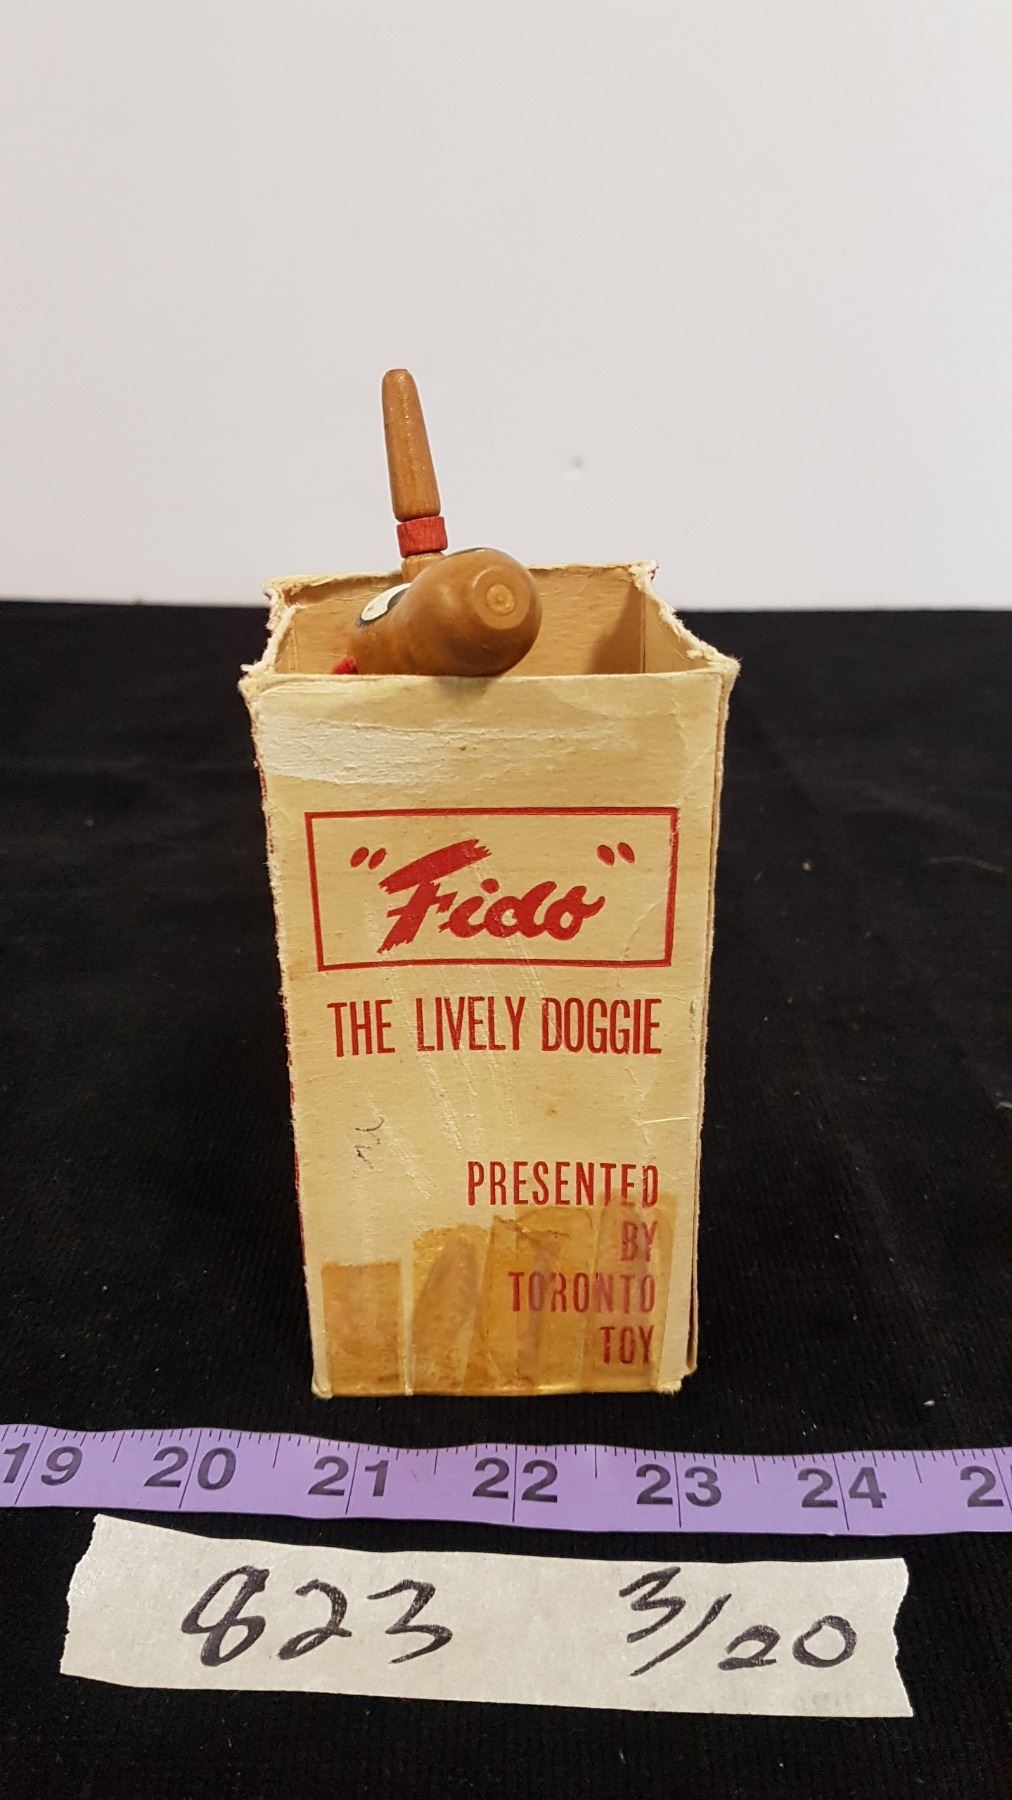 "Fido"
THE LIVELY DOGGIE
PRESENTED
BY
TORONTO
TOY
19 20 21 22 23 24
823 3/20